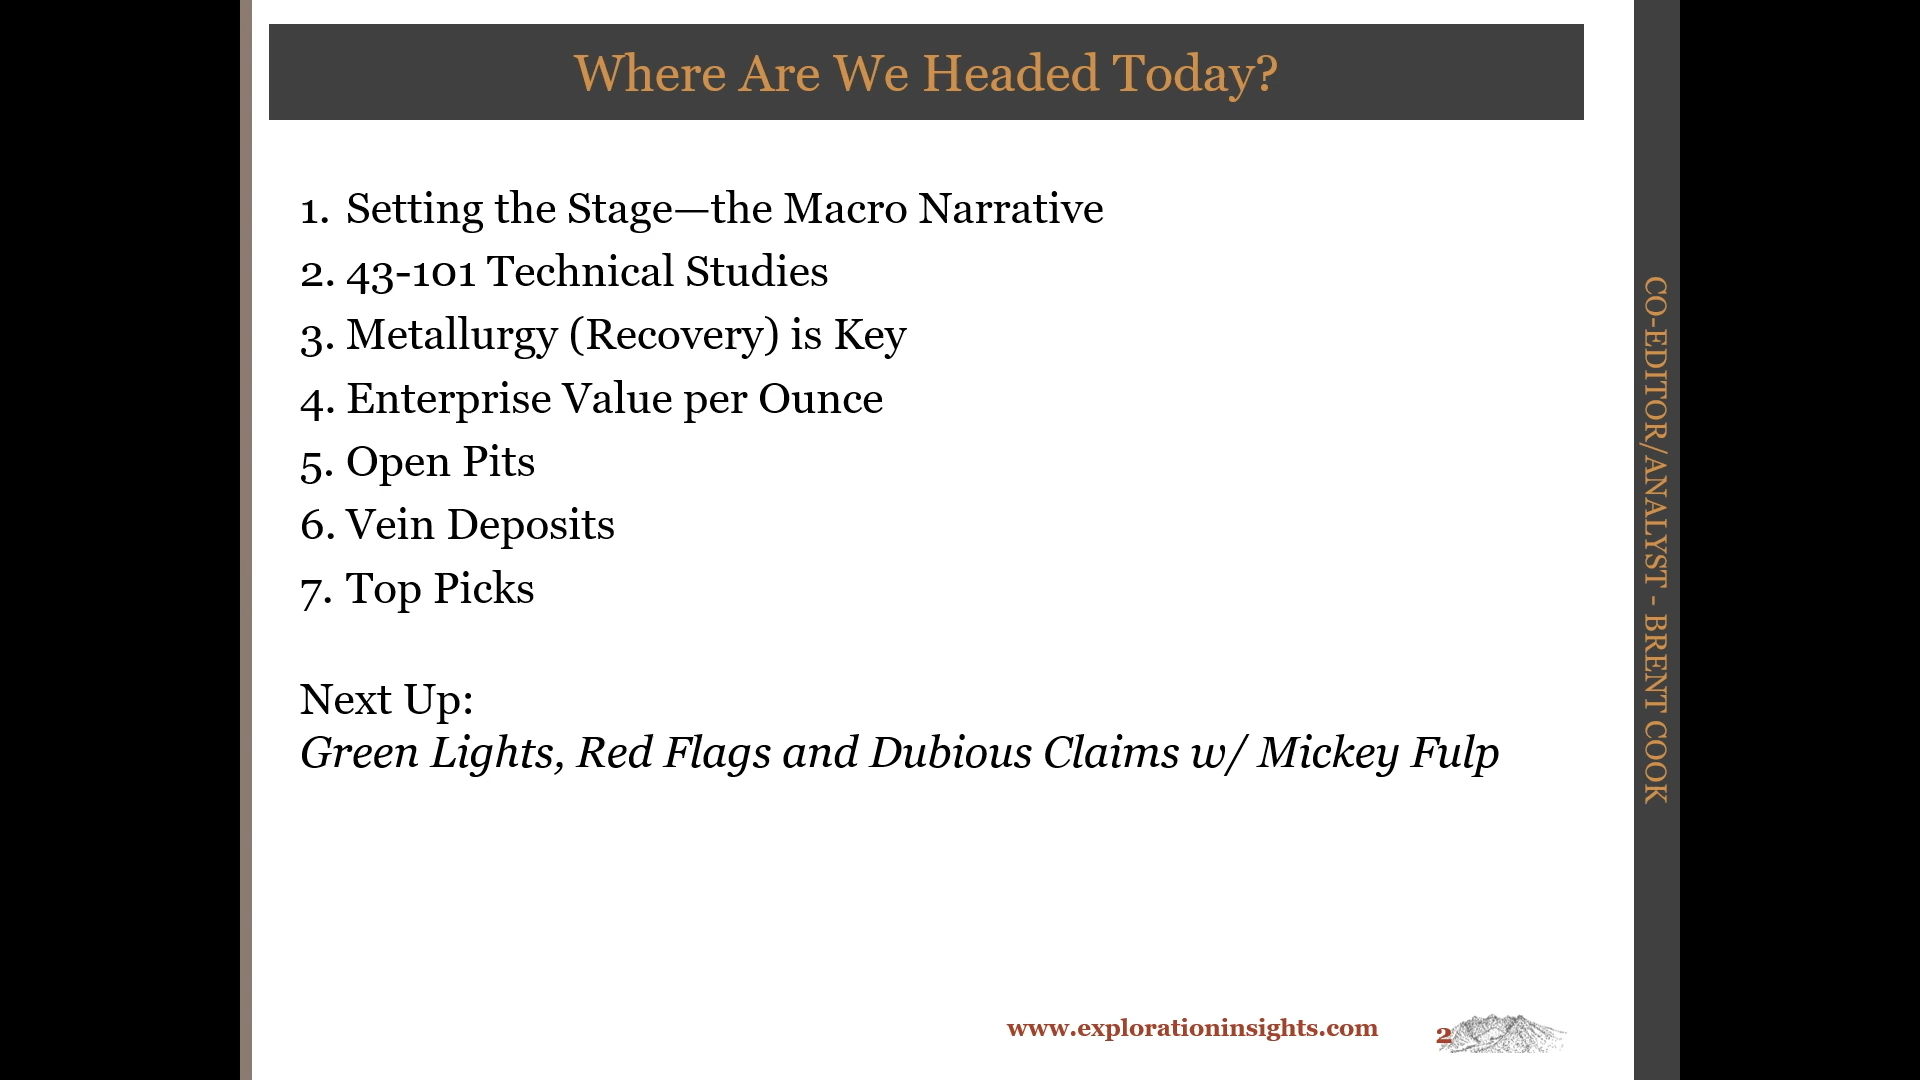 Where Are We Headed Today?
1. Setting the Stage—the Macro Narrative
2. 43-101 Technical Studies
3. Metallurgy (Recovery) is Key
4. Enterprise Value per Ounce
5. Open Pits
6. Vein Deposits
7. Top Picks
Next Up:
Green Lights, Red Flags and Dubious Claims w/ Mickey Fulp
CO-EDITOR/ANALYST - BRENT COOK
www.explorationinsights.com
2